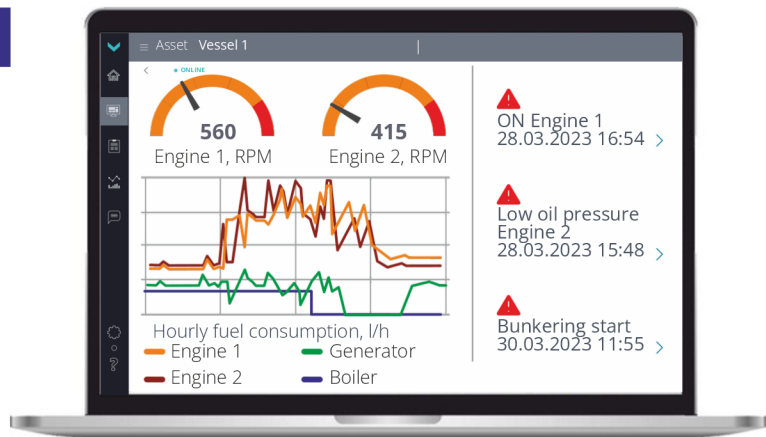 Asset Vessel 1
ONLINE
560
415
Engine 1, RPM
Engine 2, RPM
Hourly fuel consumption, l/h
Engine 1
Generator
Engine 2
Boiler
ON Engine 1
28.03.2023 16:54
Low oil pressure
Engine 2
28.03.2023 15:48
Bunkering start
30.03.2023 11:55